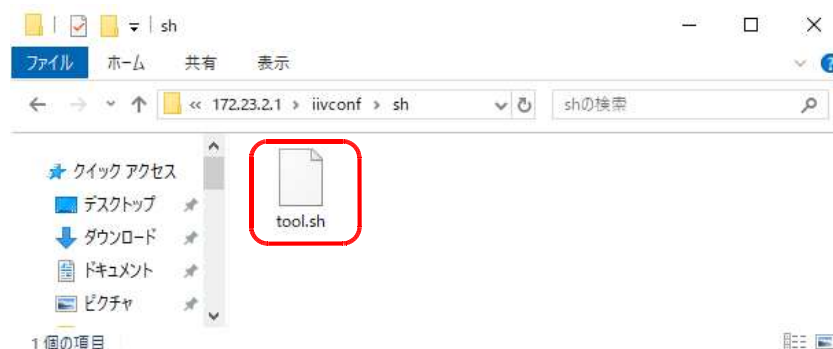 sh
ファイル ホーム 共有 表示
« 172.23.2.1 › iivconf › sh shの検索
クイック アクセス
デスクトップ
ダウンロード
ドキュメント
ピクチャ
tool.sh
1 個の項目